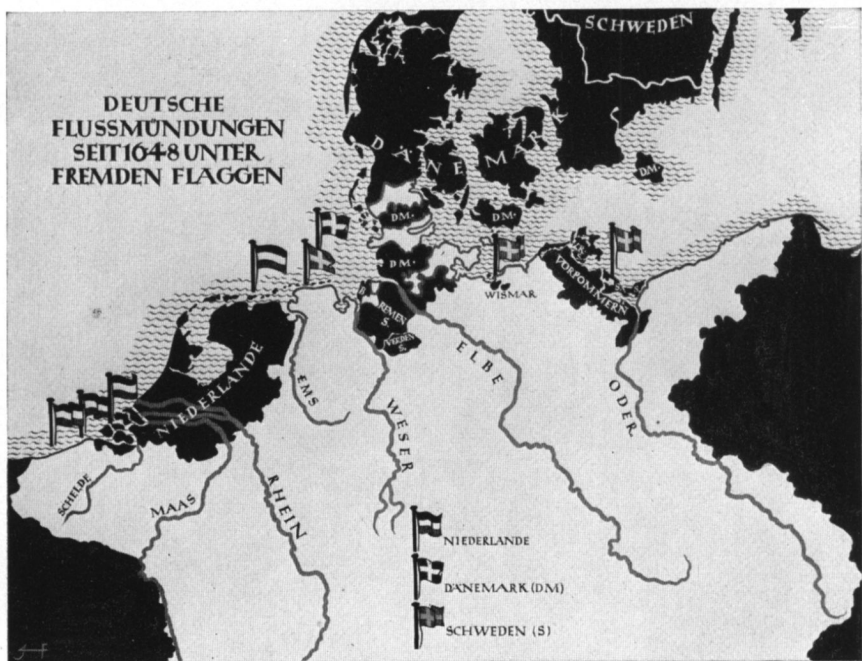 DEUTSCHE
FLUSSMÜNDUNGEN
SEIT 1648 UNTER
FREMDEN FLAGGEN
SCHWEDEN
DÄNEMARK
DM.
DM.
DM.
DM.
VORPOMMERN
WISMAR
BREMEN
S.
VERDEN
S.
NIEDERLANDE
EMS
WESER
ELBE
ODER
SCHELDE
MAAS
RHEIN
NIEDERLANDE
DÄNEMARK (DM)
SCHWEDEN (S)